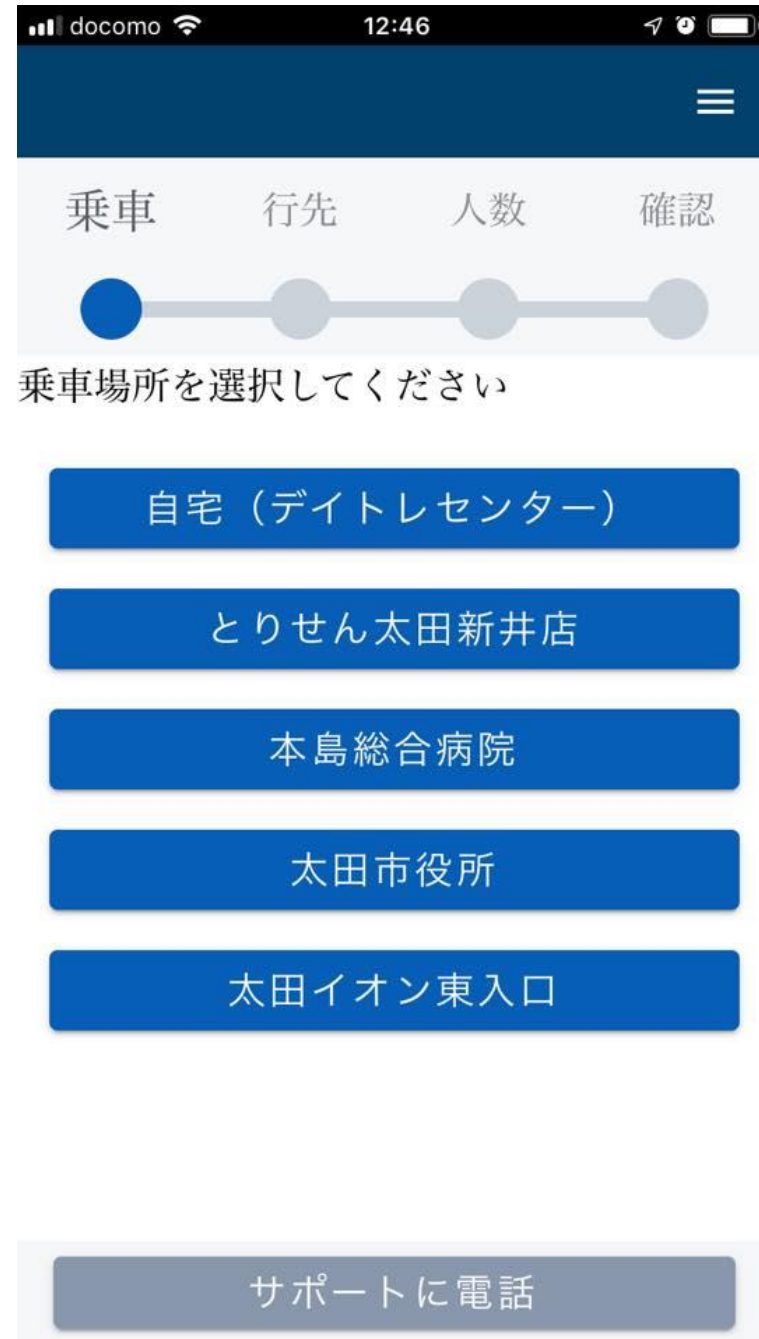 docomo 12:46
乗車 行先 人数 確認
乗車場所を選択してください
自宅（デイトレセンター）
とりせん太田新井店
本島総合病院
太田市役所
太田イオン東入口
サポートに電話